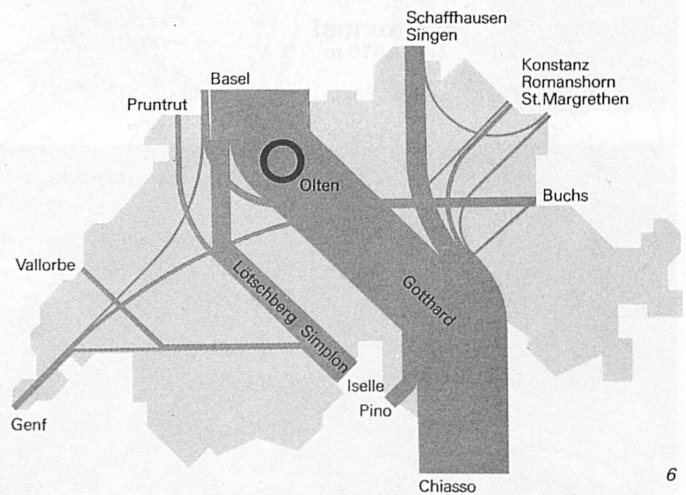 Schaffhausen
Singen
Konstanz
Romanshorn
St.Margrethen
Basel
Pruntrut
Olten
Buchs
Vallorbe
Lötschberg Simplon
Gotthard
Iselle
Pino
Genf
Chiasso
6